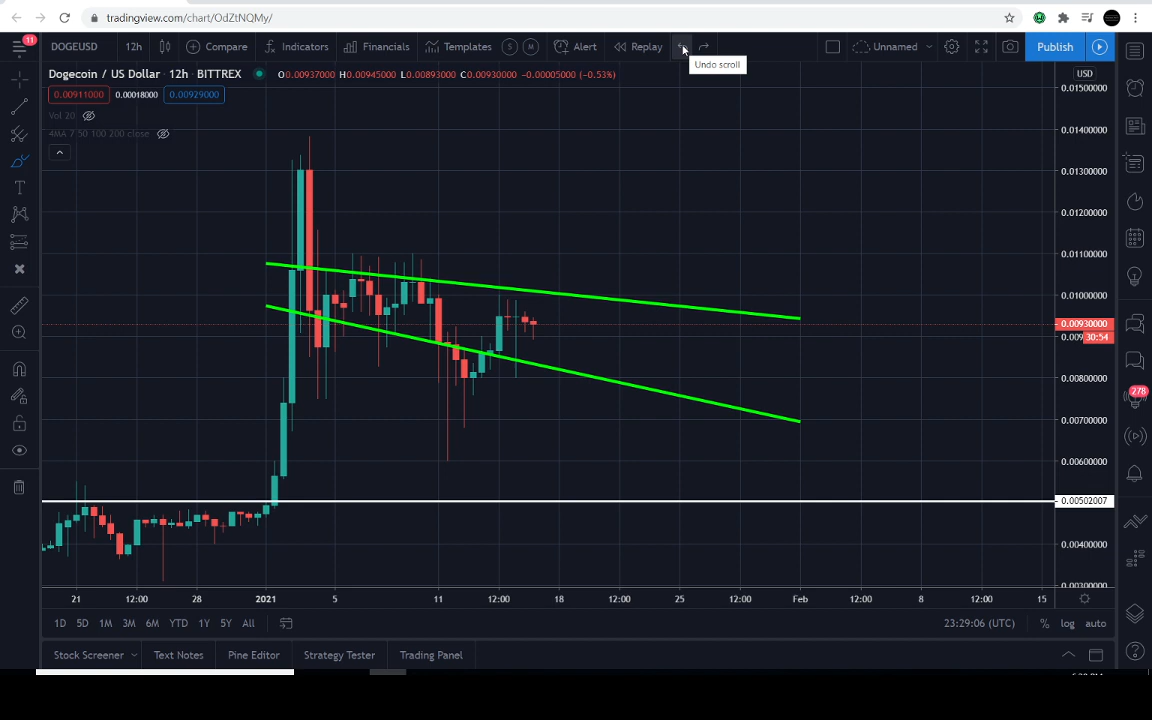 tradingview.com/chart/OdZtNQMy/
11
DOGEUSD 12h Compare Indicators Financials Templates S M Alert Replay Unnamed Publish
Undo scroll
Dogecoin / US Dollar · 12h · BITTREX O0.00937000 H0.00945000 L0.00893000 C0.00930000 −0.00005000 (−0.53%)
USD
0.00911000 0.00018000 0.00929000
Vol 20
4MA 7 50 100 200 close
0.01500000
0.01400000
0.01300000
0.01200000
0.01100000
0.01000000
0.00930000
30:54
0.00800000
278
0.00700000
0.00600000
0.00502007
0.00400000
0.00300000
21 12:00 28 2021 5 11 12:00 18 12:00 25 12:00 Feb 12:00 8 12:00 15
1D 5D 1M 3M 6M YTD 1Y 5Y All 23:29:06 (UTC) % log auto
Stock Screener Text Notes Pine Editor Strategy Tester Trading Panel